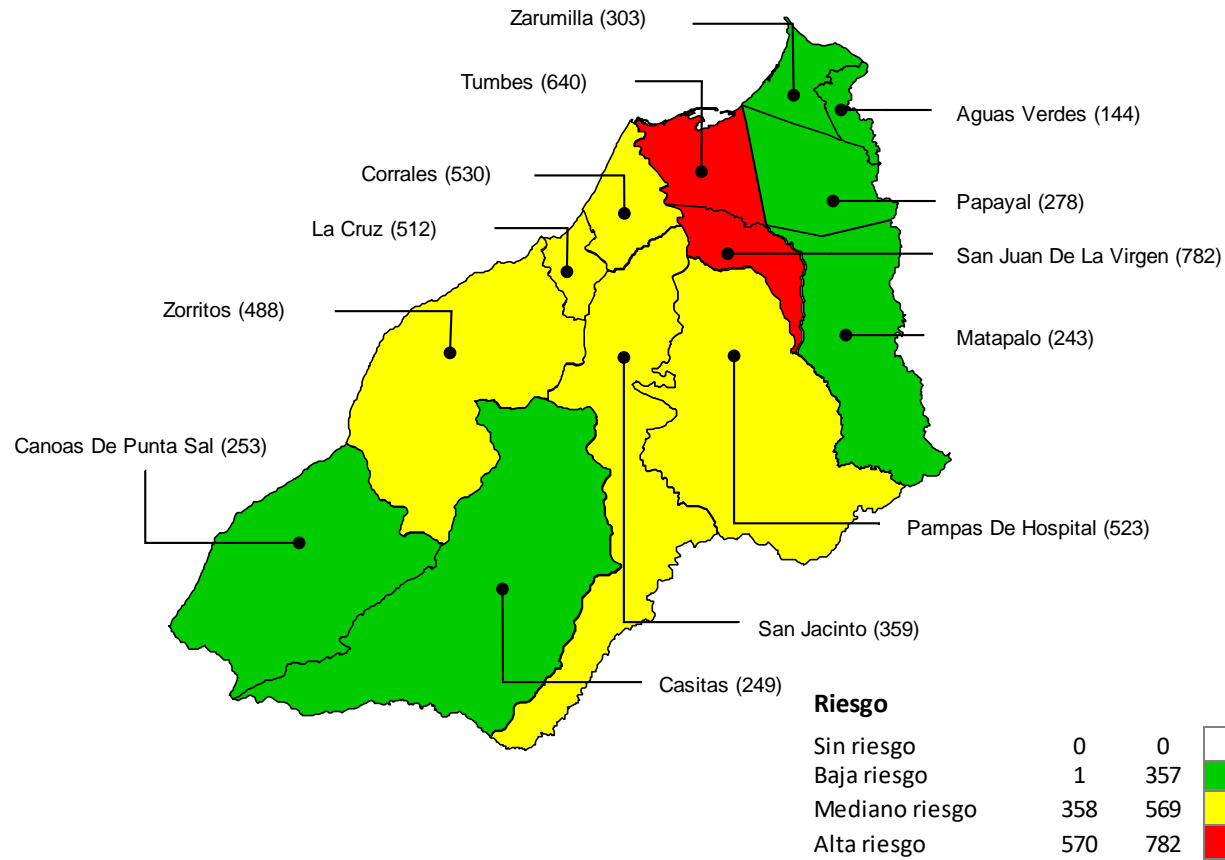 Zarumilla (303)
Tumbes (640)
Aguas Verdes (144)
Corrales (530)
Papayal (278)
La Cruz (512)
San Juan De La Virgen (782)
Zorritos (488)
Matapalo (243)
Canoas De Punta Sal (253)
Pampas De Hospital (523)
San Jacinto (359)
Casitas (249)
Riesgo
Sin riesgo 0 0
Baja riesgo 1 357
Mediano riesgo 358 569
Alta riesgo 570 782